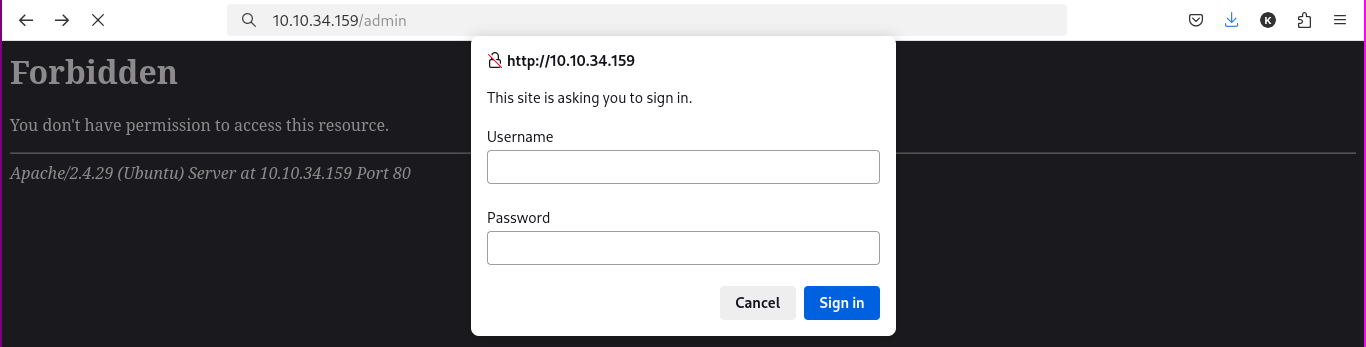 10.10.34.159/admin
K
Forbidden
You don't have permission to access this resource.
Apache/2.4.29 (Ubuntu) Server at 10.10.34.159 Port 80
http://10.10.34.159
This site is asking you to sign in.
Username
Password
Cancel
Sign in